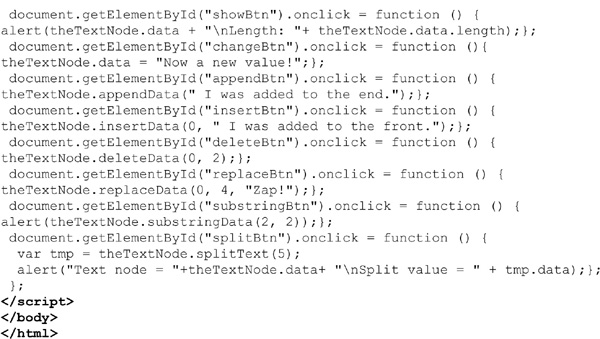 document.getElementById("showBtn").onclick = function () {
alert(theTextNode.data + "\nLength: "+ theTextNode.data.length);};
document.getElementById("changeBtn").onclick = function (){
theTextNode.data = "Now a new value!";};
document.getElementById("appendBtn").onclick = function () {
theTextNode.appendData(" I was added to the end.");};
document.getElementById("insertBtn").onclick = function () {
theTextNode.insertData(0, " I was added to the front.");};
document.getElementById("deleteBtn").onclick = function () {
theTextNode.deleteData(0, 2);};
document.getElementById("replaceBtn").onclick = function () {
theTextNode.replaceData(0, 4, "Zap!");};
document.getElementById("substringBtn").onclick = function () {
alert(theTextNode.substringData(2, 2));};
document.getElementById("splitBtn").onclick = function () {
var tmp = theTextNode.splitText(5);
alert("Text node = "+theTextNode.data+ "\nSplit value = " + tmp.data);};
};
</script>
</body>
</html>